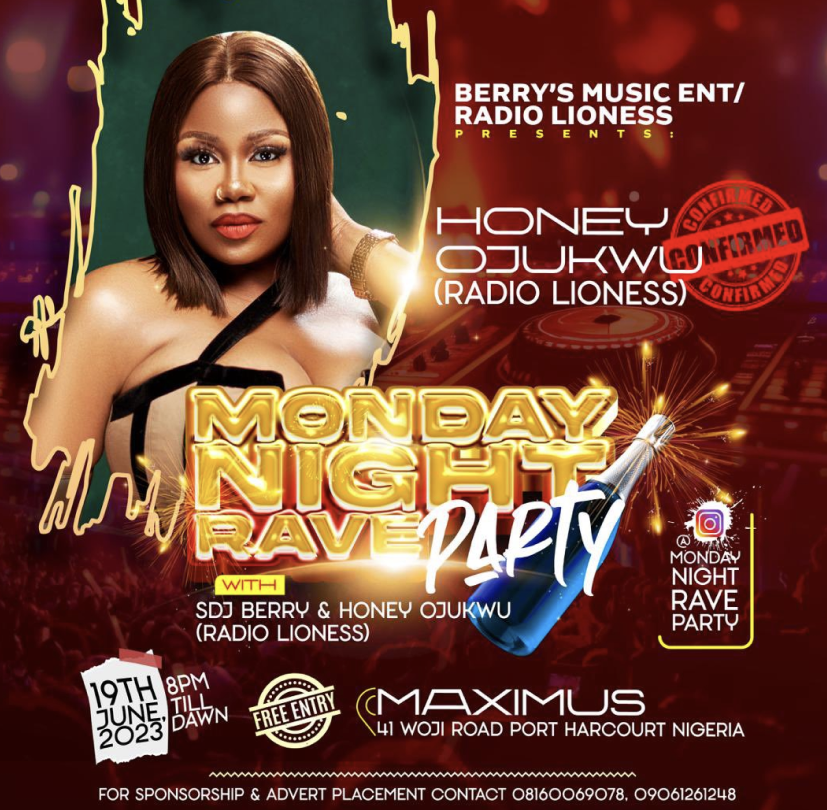 BERRY'S MUSIC ENT/
RADIO LIONESS
PRESENTS:
HONEY
OJUKWU
(RADIO LIONESS)
CONFIRMED
CONFIRMED
CONFIRMED
MONDAY
NIGHT
RAVE PARTY
WITH
SDJ BERRY & HONEY OJUKWU
(RADIO LIONESS)
@
MONDAY
NIGHT
RAVE
PARTY
19TH
JUNE,
2023
8PM
TILL
DAWN
FREE ENTRY
MAXIMUS
41 WOJI ROAD PORT HARCOURT NIGERIA
FOR SPONSORSHIP & ADVERT PLACEMENT CONTACT 08160069078, 09061261248